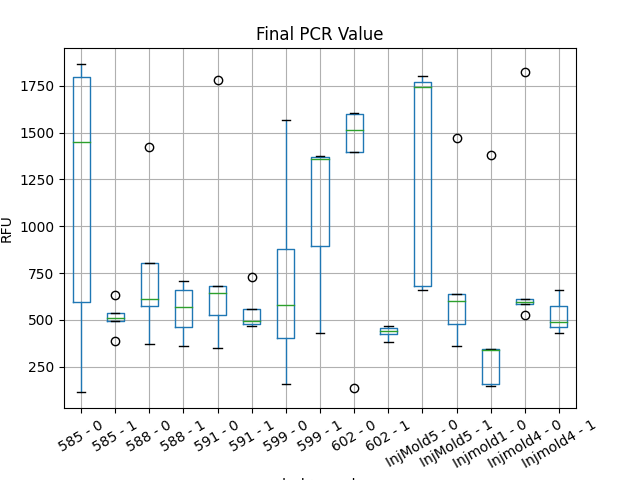 Final PCR Value
RFU
1750
1500
1250
1000
750
500
250
585 - 0
585 - 1
588 - 0
588 - 1
591 - 0
591 - 1
599 - 0
599 - 1
602 - 0
602 - 1
InjMold5 - 0
InjMold5 - 1
Injmold1 - 0
Injmold4 - 0
Injmold4 - 1